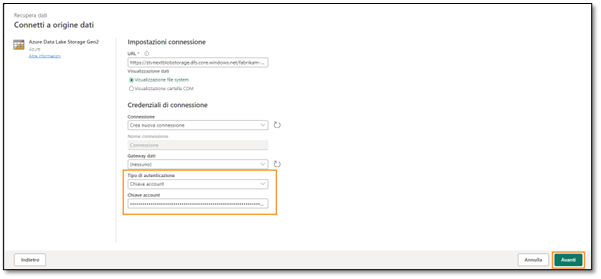 Recupera dati
Connetti a origine dati
Azure Data Lake Storage Gen2
Azure
Altre informazioni
Impostazioni connessione
URL *
https://stvnextblobstorage.dfs.core.windows.net/fabrikam-...
Visualizzazione dati
Visualizzazione file system
Visualizzazione cartella CDM
Credenziali di connessione
Connessione
Crea nuova connessione
Nome connessione
Connessione
Gateway dati
(nessuno)
Tipo di autenticazione
Chiave account
Chiave account
Indietro
Annulla
Avanti